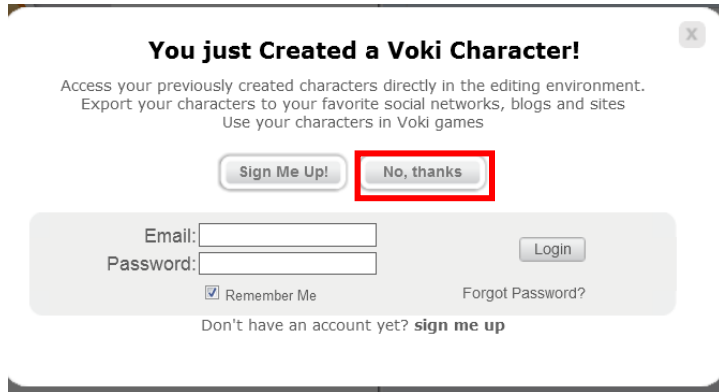 You just Created a Voki Character!
X
Access your previously created characters directly in the editing environment.
Export your characters to your favorite social networks, blogs and sites
Use your characters in Voki games
Sign Me Up! No, thanks
Email:
Login
Password:
Remember Me Forgot Password?
Don't have an account yet? sign me up